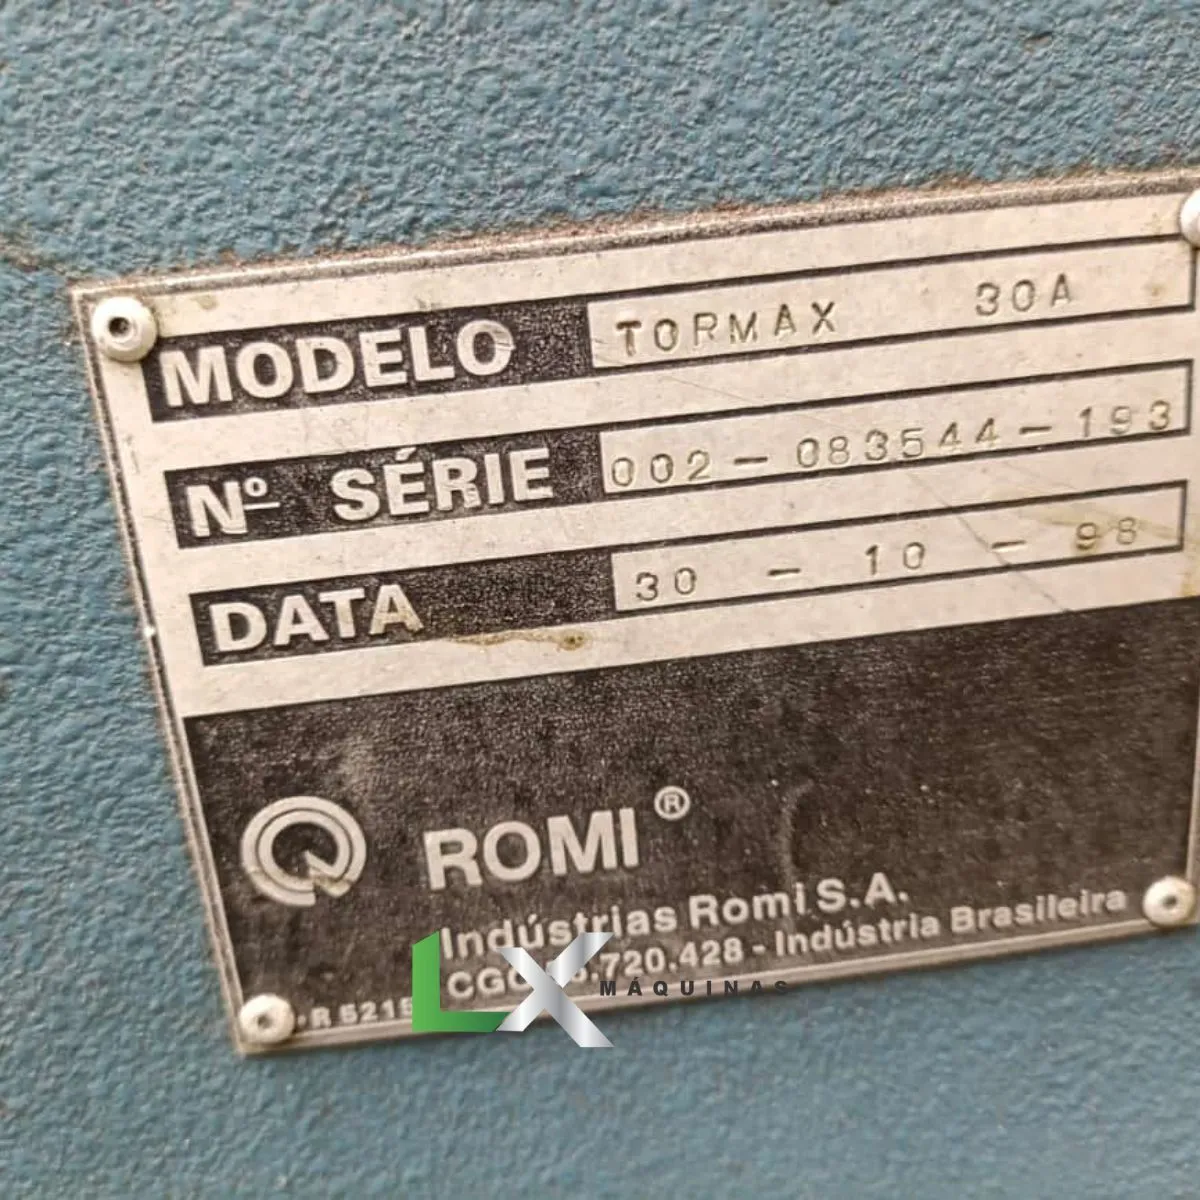 MODELO TORMAX 30A
Nº SÉRIE 002-083544-193
DATA 30-10-98
ROMI ®
Indústrias Romi S.A.
.720.428 - Indústria Brasileira
LX MÁQUINAS